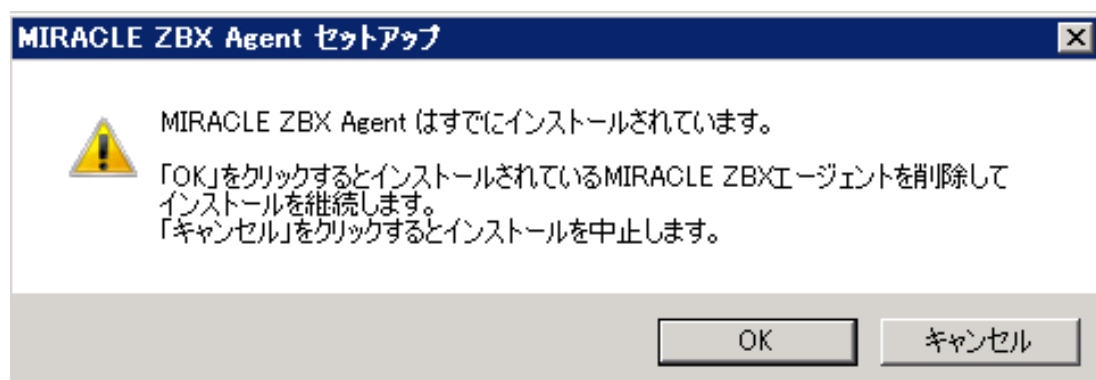 MIRACLE ZBX Agent セットアップ
MIRACLE ZBX Agent はすでにインストールされています。
「OK」をクリックするとインストールされているMIRACLE ZBXエージェントを削除して
インストールを継続します。
「キャンセル」をクリックするとインストールを中止します。
OK
キャンセル